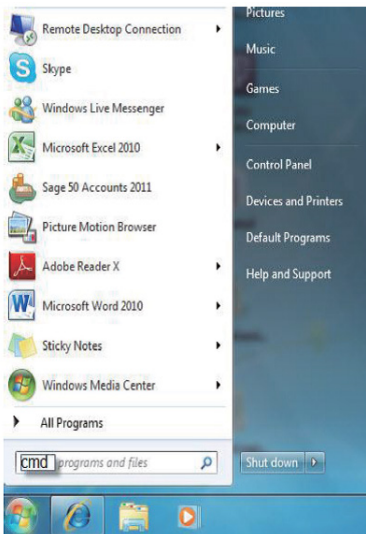 Remote Desktop Connection
Skype
Windows Live Messenger
Microsoft Excel 2010
Sage 50 Accounts 2011
Picture Motion Browser
Adobe Reader X
Microsoft Word 2010
Sticky Notes
Windows Media Center
All Programs
cmd programs and files
Pictures
Music
Games
Computer
Control Panel
Devices and Printers
Default Programs
Help and Support
Shut down